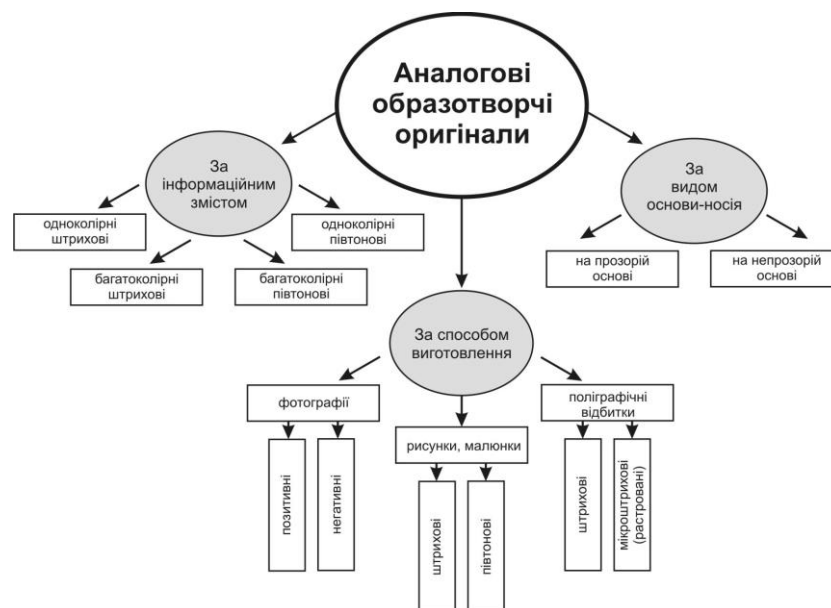 Аналогові
образотворчі
оригінали
За
інформаційним
змістом
одноколірні
штрихові
багатоколірні
штрихові
багатоколірні
півтонові
одноколірні
півтонові
За
видом
основи-носія
на прозорій
основі
на непрозорій
основі
За способом
виготовлення
фотографії
позитивні
негативні
рисунки, малюнки
штрихові
півтонові
поліграфічні
відбитки
штрихові
мікроштрихові
(растровані)